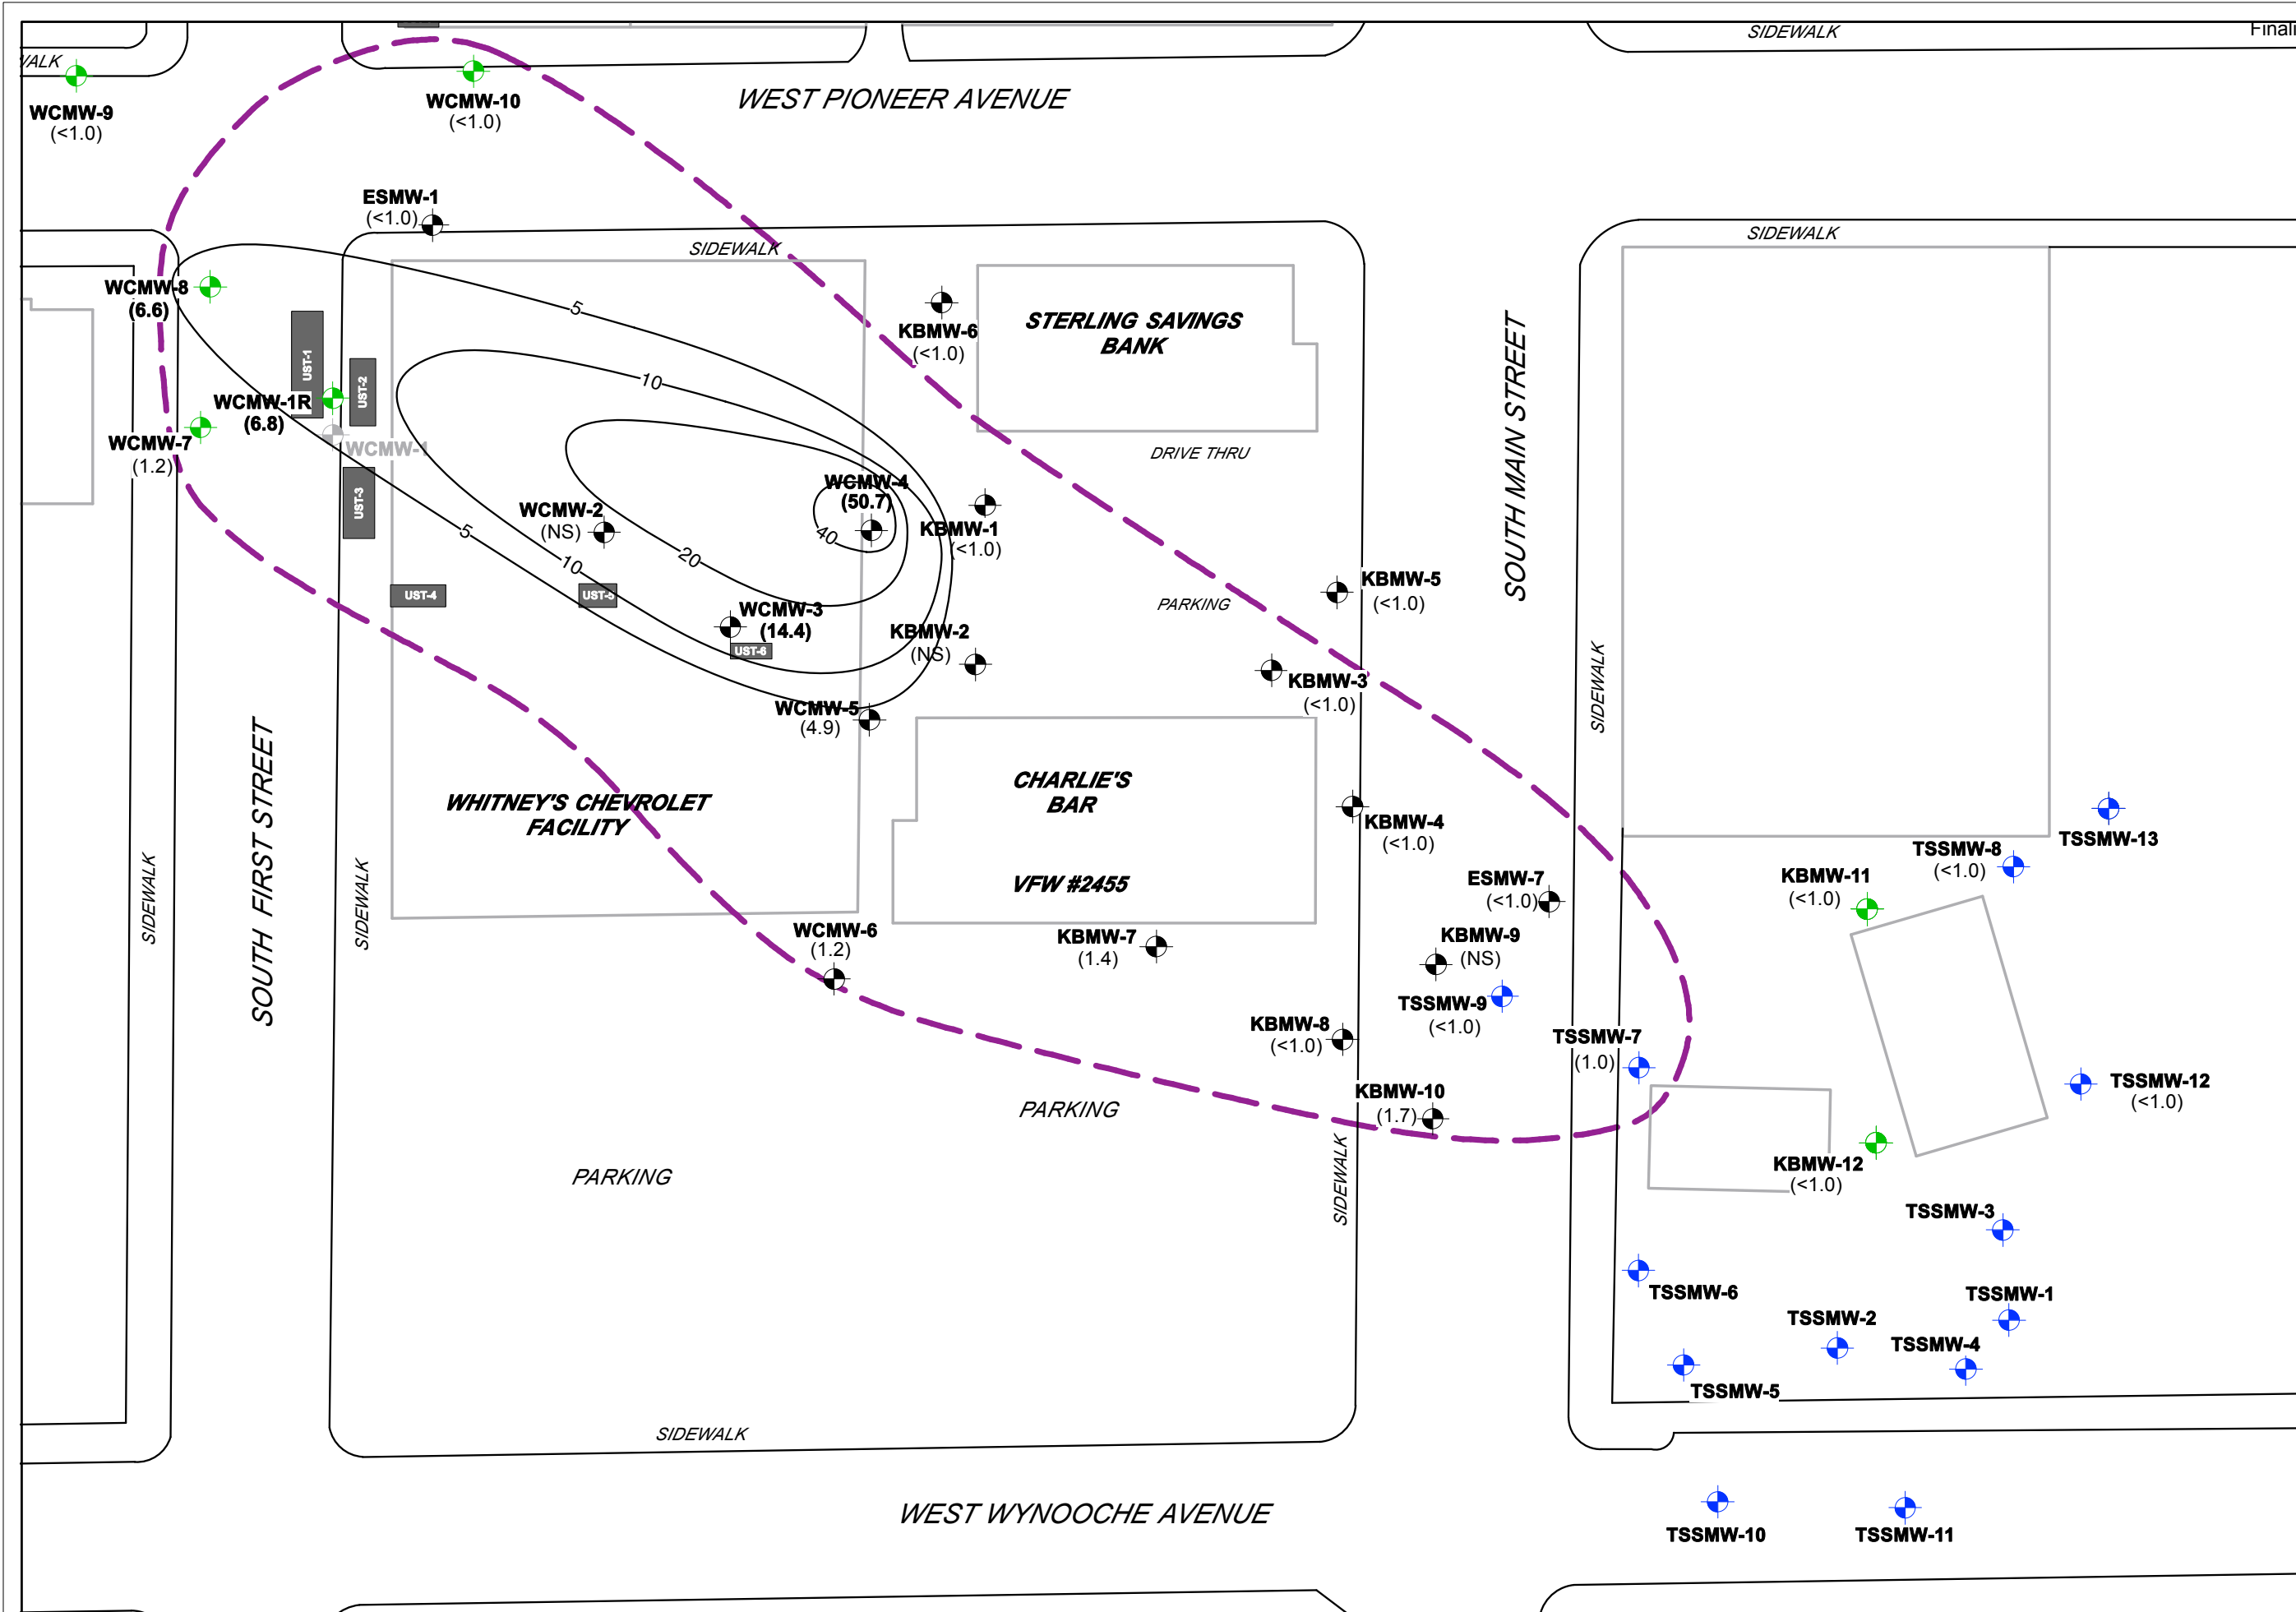 SIDEWALK
Finali
WALK
WCMW-9
(<1.0)
WCMW-10
(<1.0)
WEST PIONEER AVENUE
ESMW-1
(<1.0)
SIDEWALK
SIDEWALK
WCMW-8
(6.6)
5
KBMW-6
(<1.0)
STERLING SAVINGS
BANK
UST-1
UST-2
10
WCMW-1R
(6.8)
WCMW-7
(1.2)
WCMW-1
DRIVE THRU
SOUTH MAIN STREET
UST-3
WCMW-4
(50.7)
WCMW-2
(NS)
5
40
KBMW-1
(<1.0)
20
10
UST-4
UST-5
KBMW-5
(<1.0)
PARKING
WCMW-3
(14.4)
UST-6
KBMW-2
(NS)
KBMW-3
(<1.0)
SIDEWALK
WCMW-5
(4.9)
SOUTH FIRST STREET
WHITNEY'S CHEVROLET
FACILITY
CHARLIE'S
BAR
KBMW-4
(<1.0)
TSSMW-13
TSSMW-8
(<1.0)
KBMW-11
(<1.0)
VFW #2455
ESMW-7
(<1.0)
SIDEWALK
SIDEWALK
WCMW-6
(1.2)
KBMW-7
(1.4)
KBMW-9
(NS)
TSSMW-9
(<1.0)
KBMW-8
(<1.0)
TSSMW-7
(1.0)
KBMW-10
(1.7)
TSSMW-12
(<1.0)
PARKING
PARKING
SIDEWALK
KBMW-12
(<1.0)
TSSMW-3
TSSMW-6
TSSMW-1
TSSMW-2
TSSMW-4
TSSMW-5
SIDEWALK
WEST WYNOOCHE AVENUE
TSSMW-10
TSSMW-11